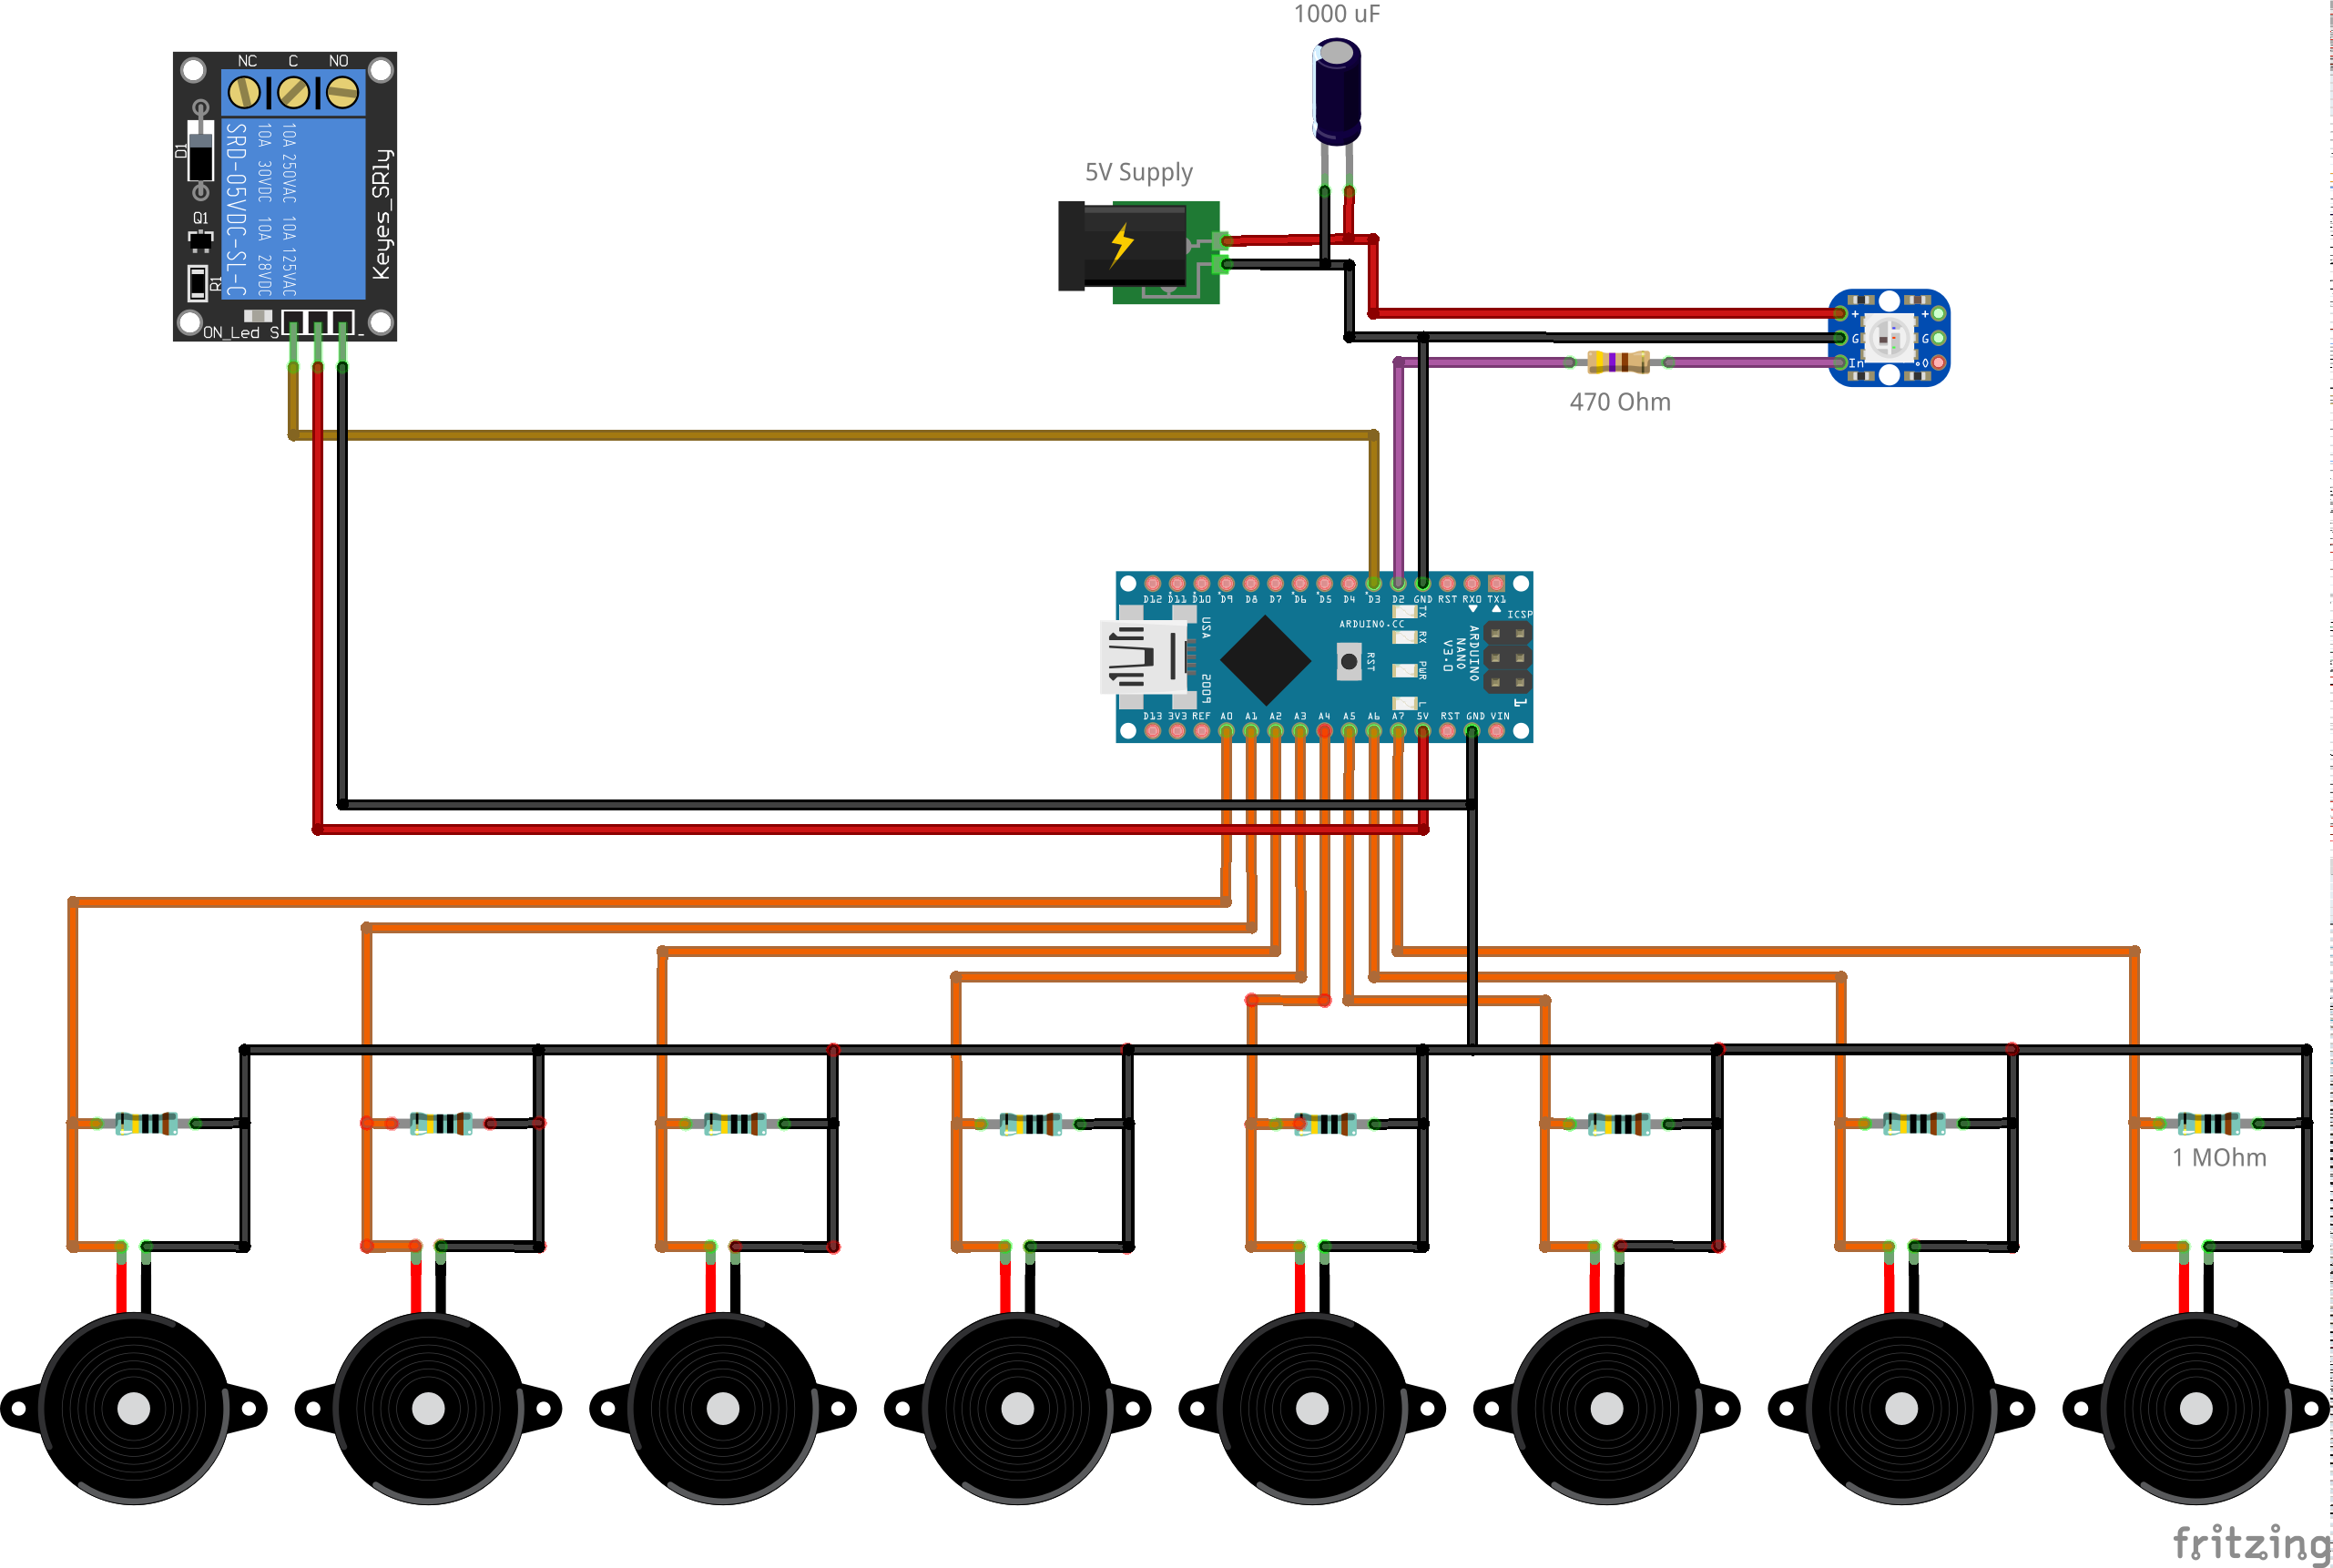 1000 uF
NC C NO
D1
SRD-05VDC-SL-C
10A 30VDC 10A 28VDC
10A 250VAC 10A 125VAC
Keyes_SRly
Q1
R1
ON_Led S -
5V Supply
+ +
G G
In O
470 Ohm
D12 D11 D10 D9 D8 D7 D6 D5 D4 D3 D2 GND RST RX0 TX1
ICSP
ARDUINO.CC
TX
RX
USA
RST
PWR
L
ARDUINO
NANO
V3.0
2009
1
D13 3V3 REF A0 A1 A2 A3 A4 A5 A6 A7 5V RST GND VIN
1 MOhm
fritzing